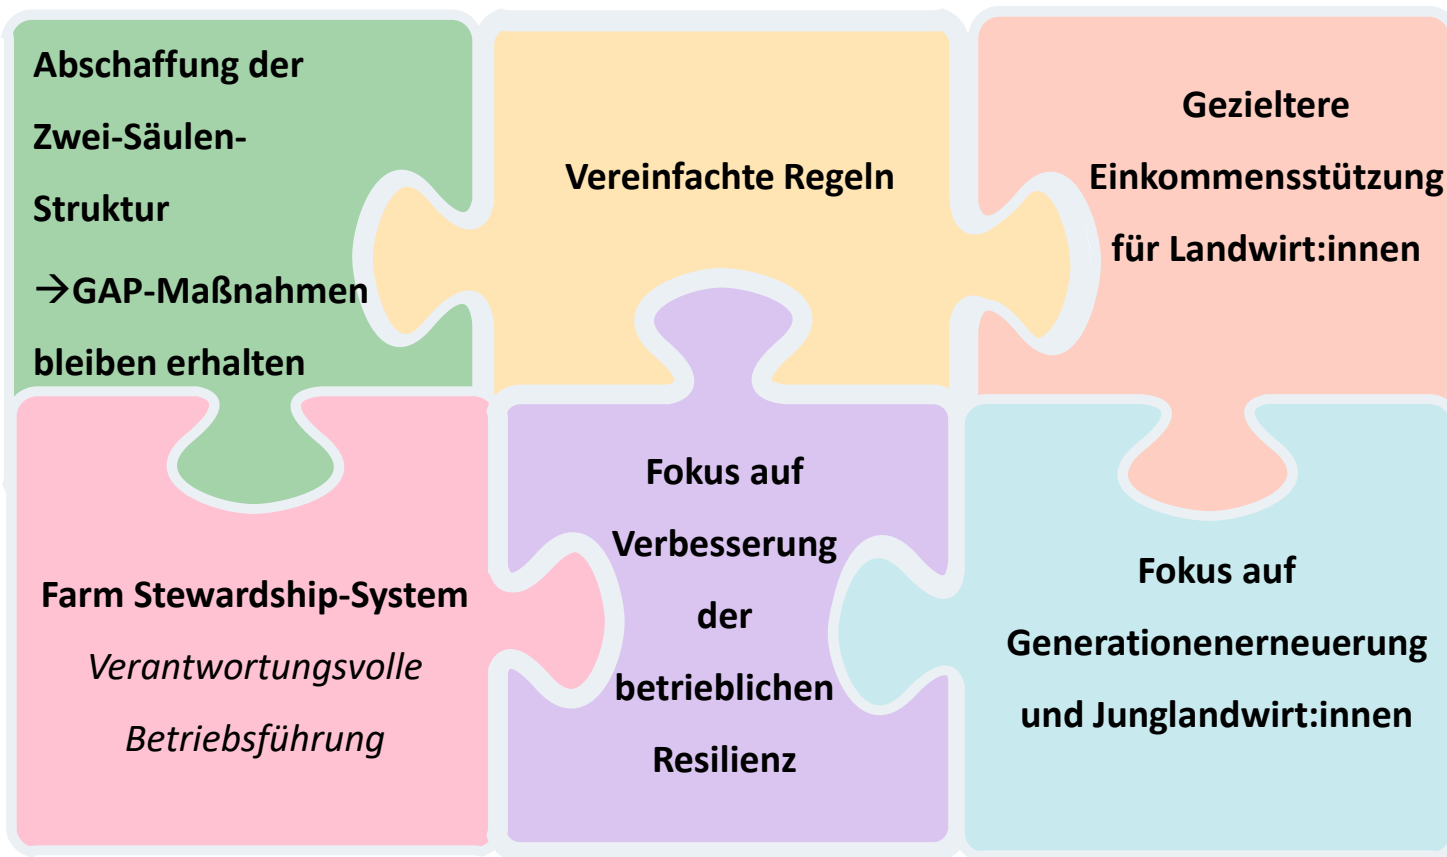 Abschaffung der
Zwei-Säulen-
Struktur
→GAP-Maßnahmen
bleiben erhalten
Vereinfachte Regeln
Gezieltere
Einkommensstützung
für Landwirt:innen
Farm Stewardship-System
Verantwortungsvolle
Betriebsführung
Fokus auf
Verbesserung
der
betrieblichen
Resilienz
Fokus auf
Generationenerneuerung
und Junglandwirt:innen